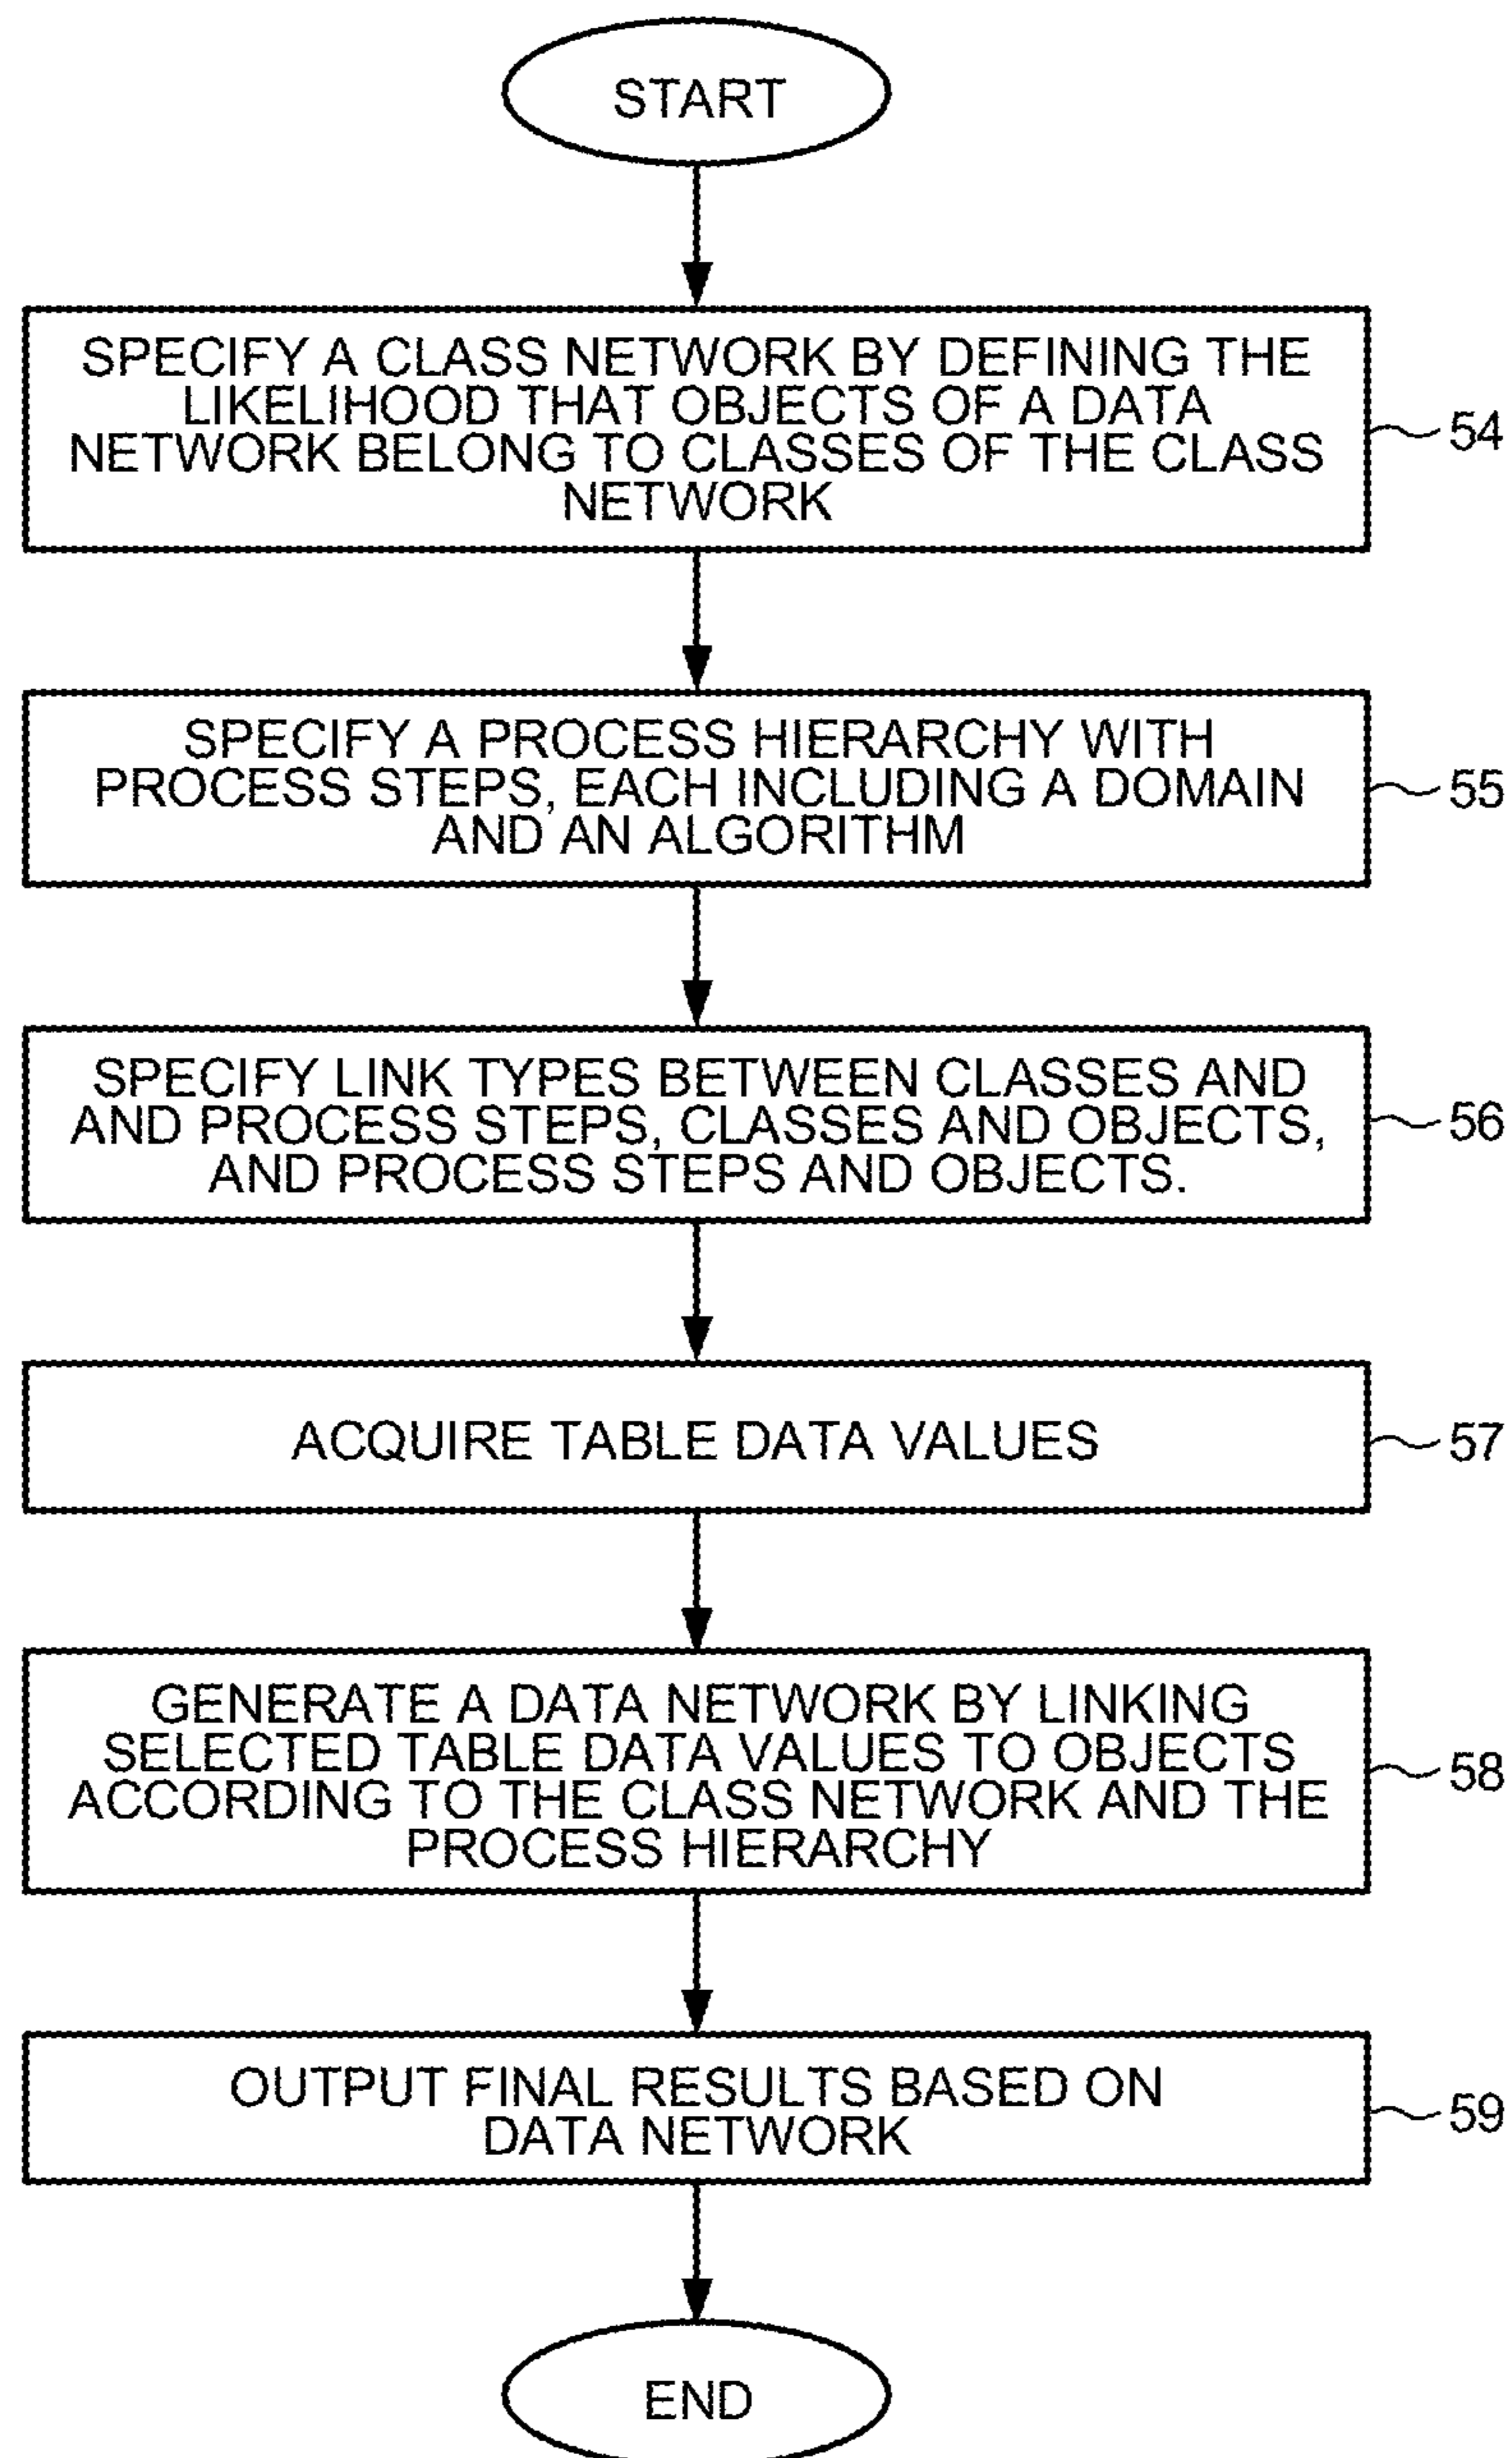 START
SPECIFY A CLASS NETWORK BY DEFINING THE
LIKELIHOOD THAT OBJECTS OF A DATA
NETWORK BELONG TO CLASSES OF THE CLASS
NETWORK
54
SPECIFY A PROCESS HIERARCHY WITH
PROCESS STEPS, EACH INCLUDING A DOMAIN
AND AN ALGORITHM
55
SPECIFY LINK TYPES BETWEEN CLASSES AND
AND PROCESS STEPS, CLASSES AND OBJECTS,
AND PROCESS STEPS AND OBJECTS.
56
ACQUIRE TABLE DATA VALUES
57
GENERATE A DATA NETWORK BY LINKING
SELECTED TABLE DATA VALUES TO OBJECTS
ACCORDING TO THE CLASS NETWORK AND THE
PROCESS HIERARCHY
58
OUTPUT FINAL RESULTS BASED ON
DATA NETWORK
59
END